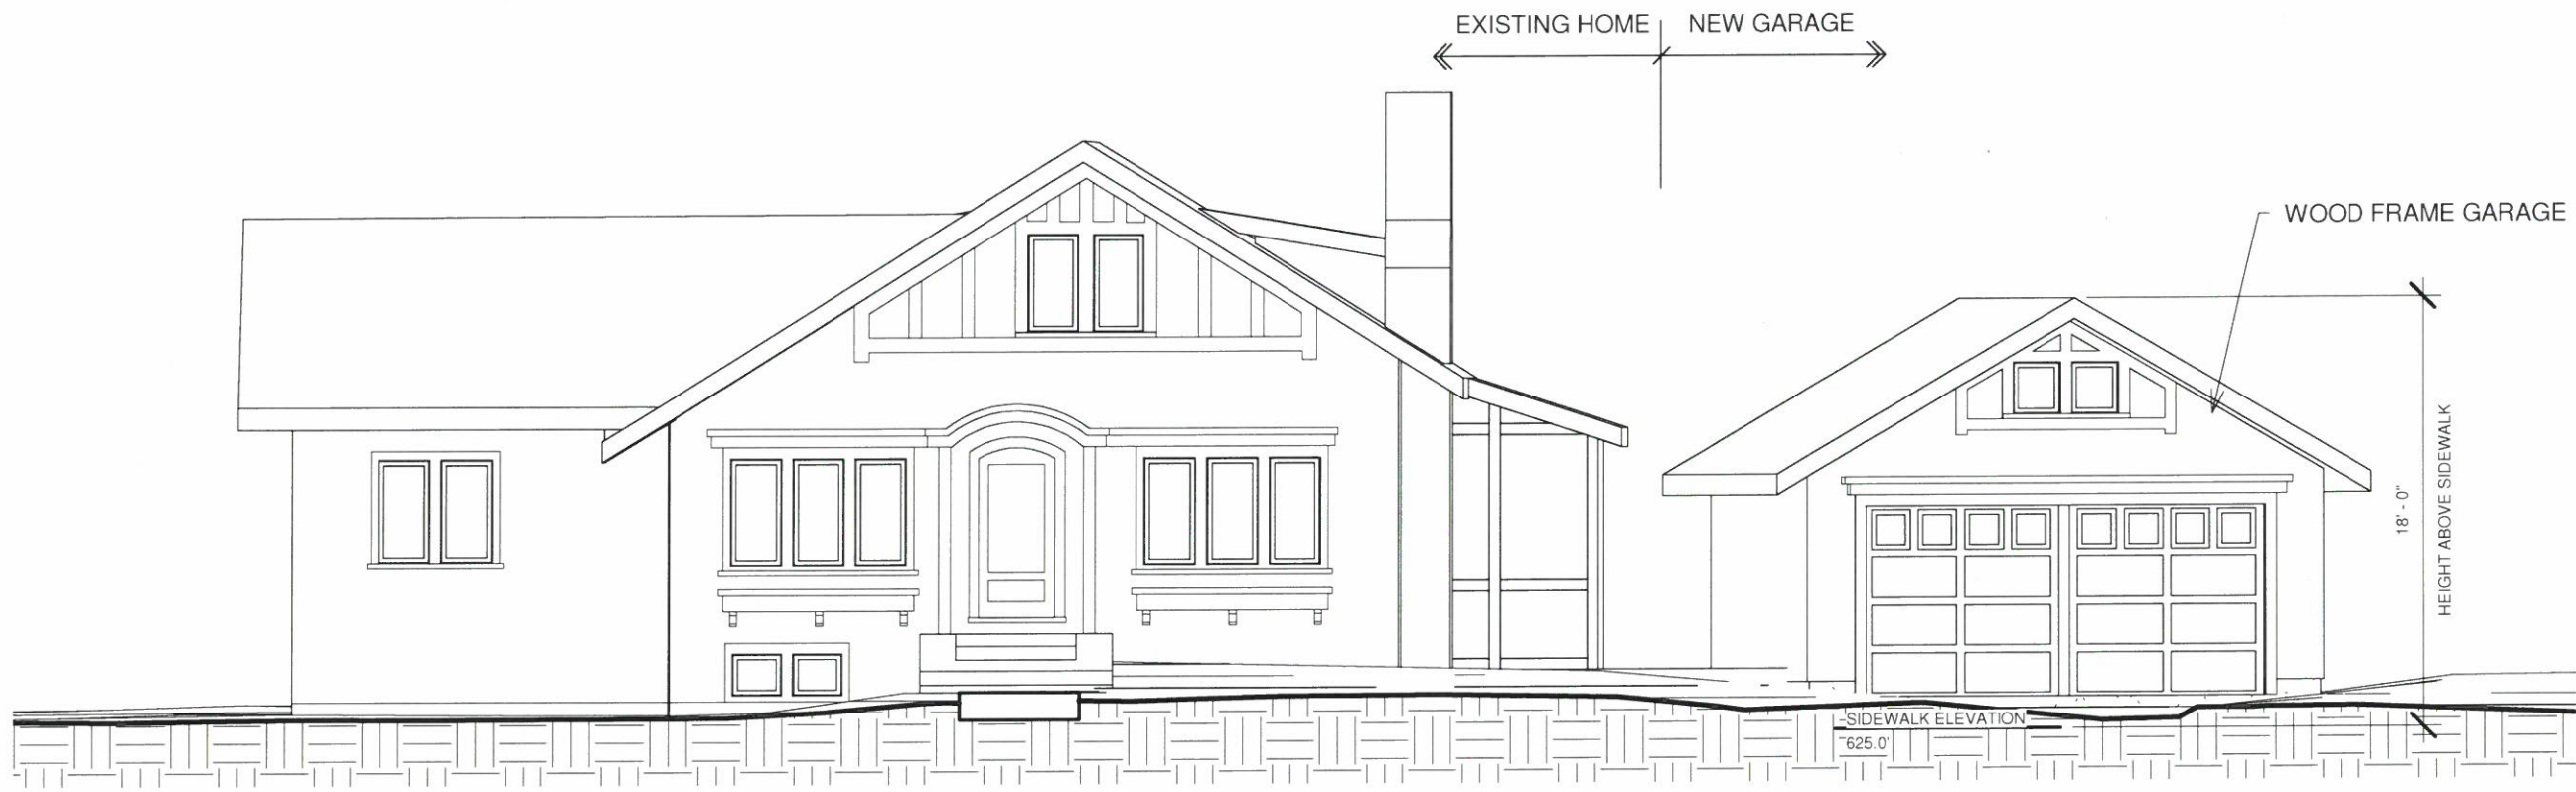 EXISTING HOME
NEW GARAGE
WOOD FRAME GARAGE
18' - 0"
HEIGHT ABOVE SIDEWALK
SIDEWALK ELEVATION
625.0'